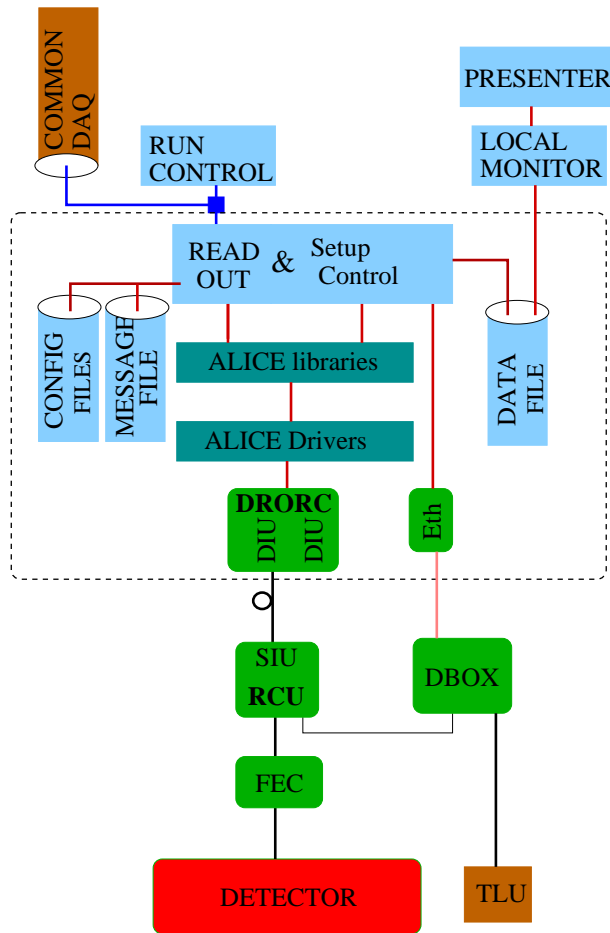 COMMON
DAQ
PRESENTER
RUN
CONTROL
LOCAL
MONITOR
READ
OUT
&
Setup
Control
CONFIG
FILES
MESSAGE
FILE
DATA
FILE
ALICE libraries
ALICE Drivers
DRORC
DIU
DIU
Eth
SIU
RCU
DBOX
FEC
DETECTOR
TLU